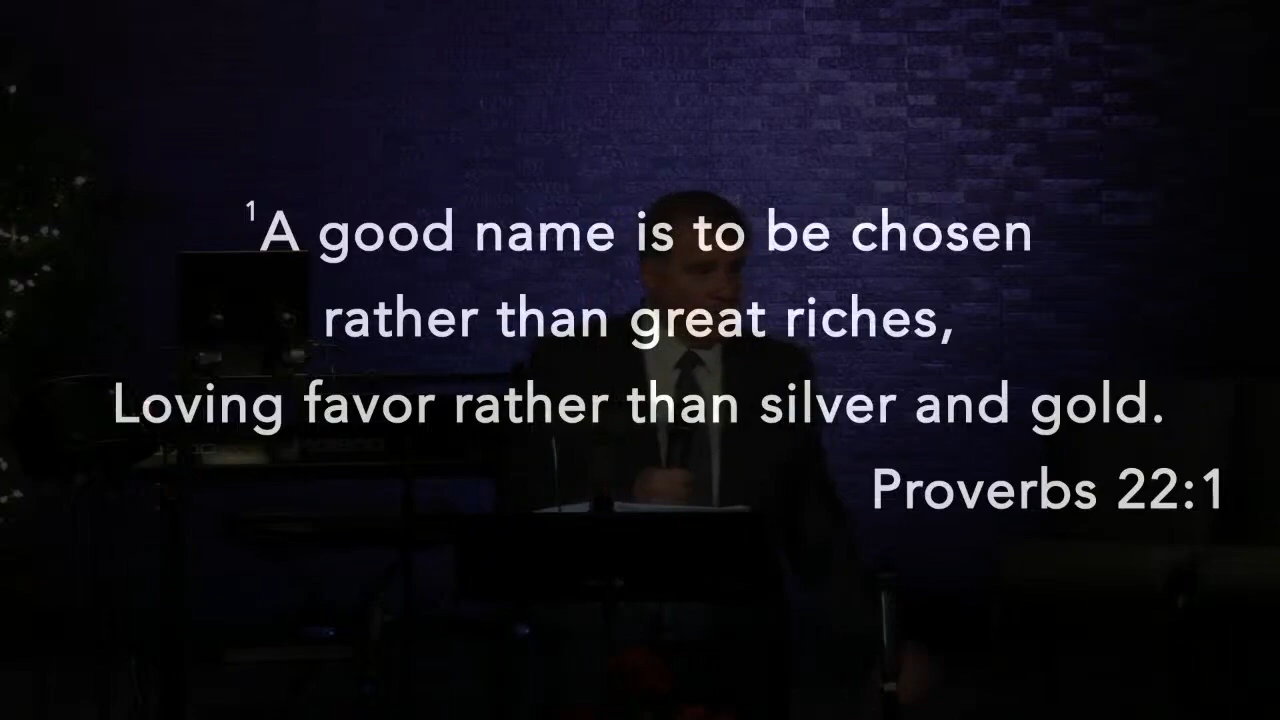 ¹A good name is to be chosen
rather than great riches,
Loving favor rather than silver and gold.
Proverbs 22:1